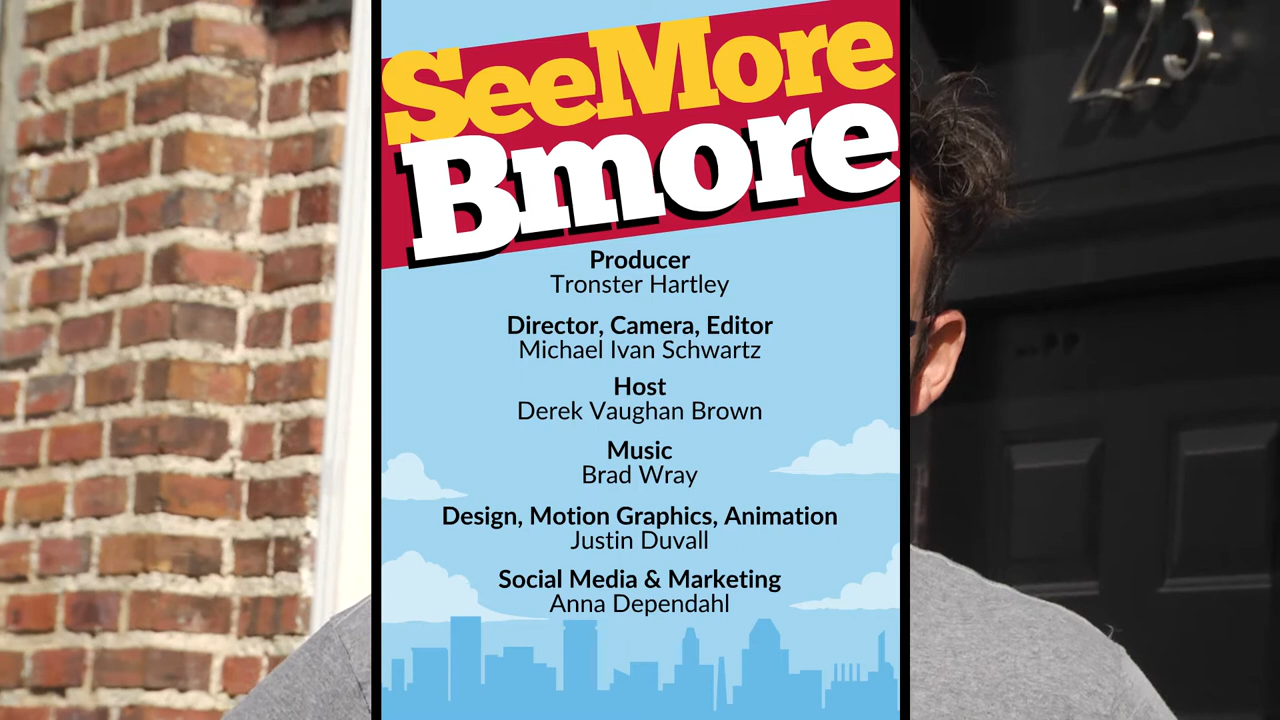 SeeMore
Bmore
Producer
Tronster Hartley
Director, Camera, Editor
Michael Ivan Schwartz
Host
Derek Vaughan Brown
Music
Brad Wray
Design, Motion Graphics, Animation
Justin Duvall
Social Media & Marketing
Anna Dependahl
225